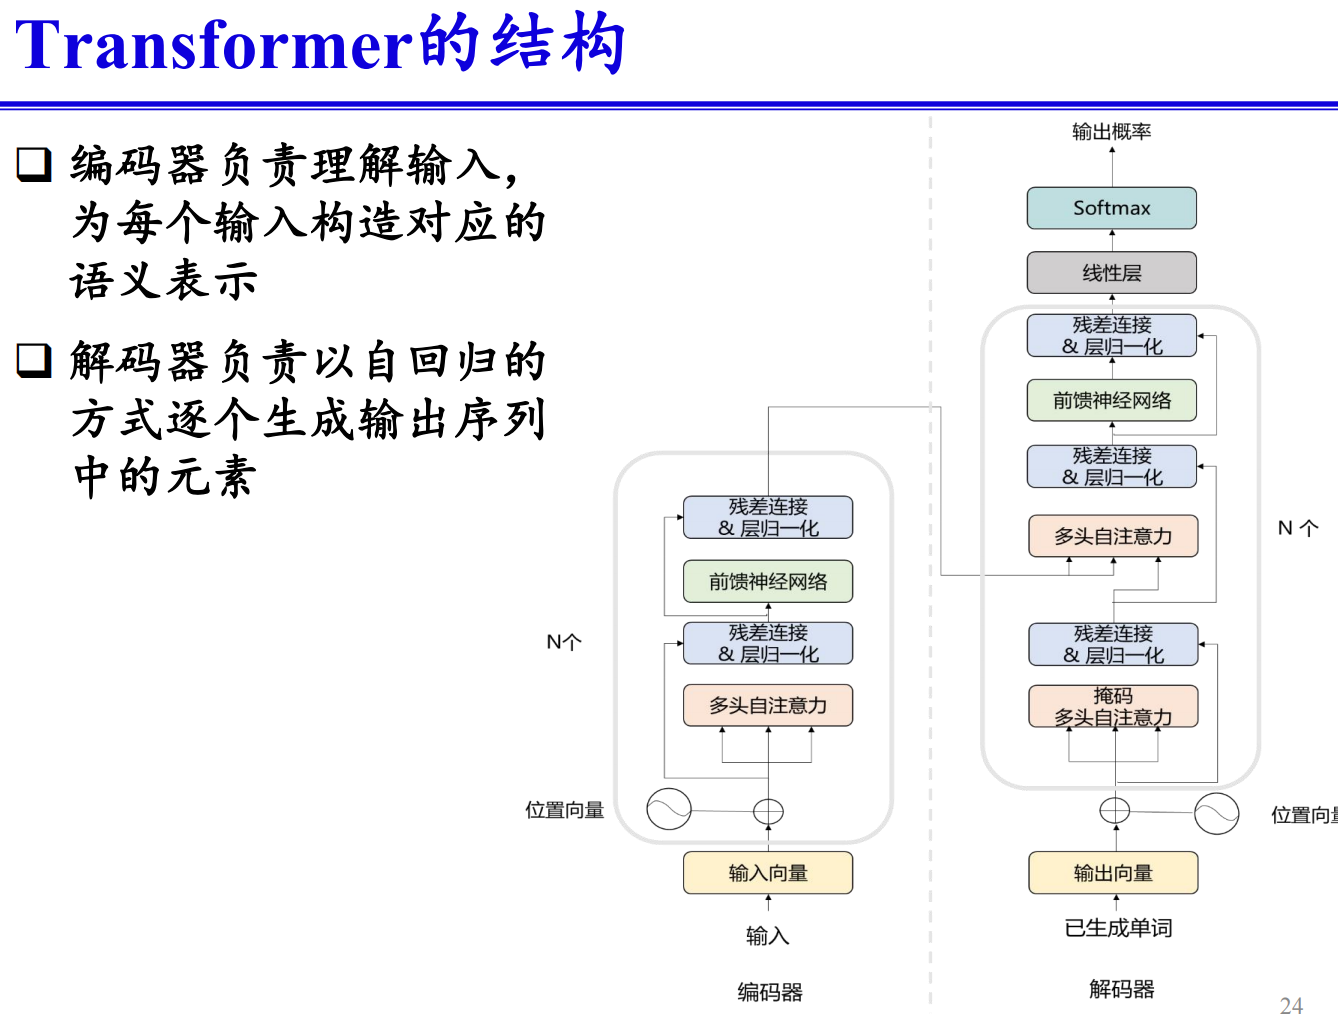 Transformer的结构
编码器负责理解输入，
为每个输入构造对应的
语义表示
解码器负责以自回归的
方式逐个生成输出序列
中的元素
残差连接
& 层归一化
前馈神经网络
残差连接
& 层归一化
N个
多头自注意力
位置向量
输入向量
输入
编码器
输出概率
Softmax
线性层
残差连接
& 层归一化
前馈神经网络
残差连接
& 层归一化
多头自注意力
N 个
残差连接
& 层归一化
掩码
多头自注意力
位置向量
输出向量
已生成单词
解码器
24